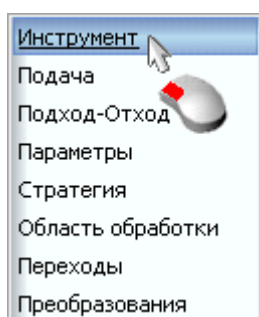 Инструмент
Подача
Подход-Отход
Параметры
Стратегия
Область обработки
Переходы
Преобразования